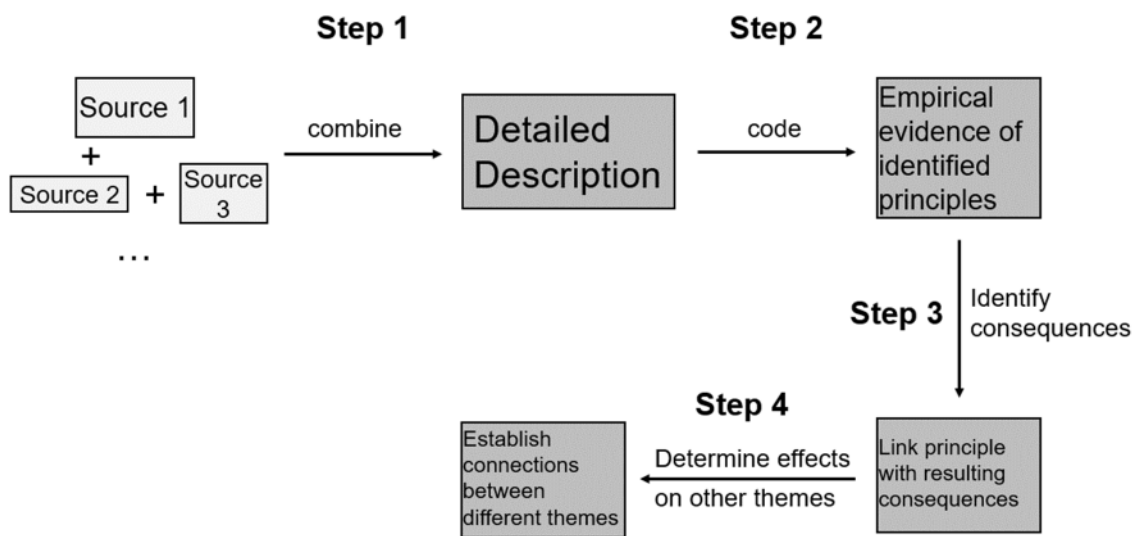 Step 1
Step 2
Source 1
+
Source 2
+
Source
3
...
combine
Detailed
Description
code
Empirical
evidence of
identified
principles
Step 3
Identify
consequences
Step 4
Establish
connections
between
different themes
Determine effects
on other themes
Link principle
with resulting
consequences